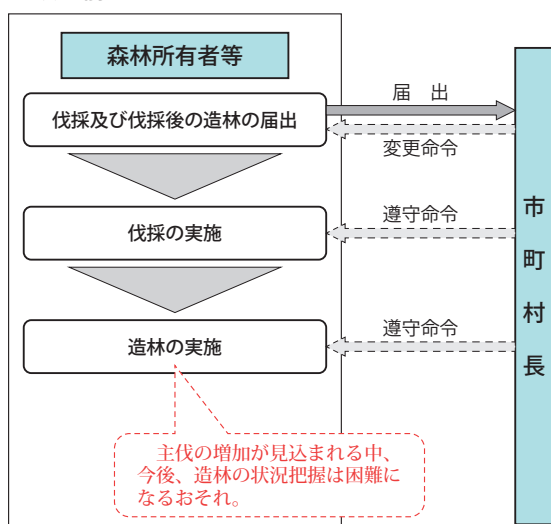 森林所有者等
伐採及び伐採後の造林の届出
届 出
変更命令
伐採の実施
遵守命令
造林の実施
遵守命令
市町村長
主伐の増加が見込まれる中、
今後、造林の状況把握は困難に
なるおそれ。